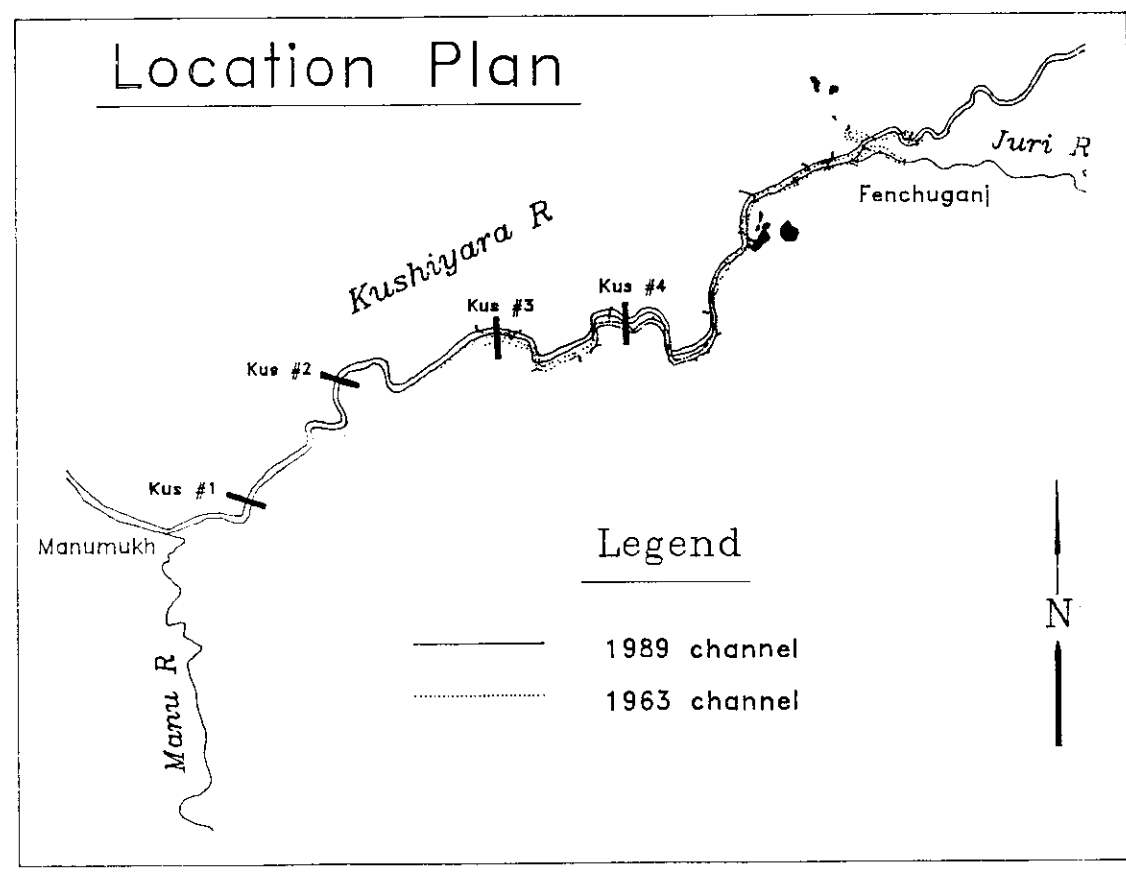 Location Plan
Juri R
Fenchuganj
Kushiyara R
Kus #4
Kus #3
Kus #2
Kus #1
Manumukh
Manu R
Legend
1989 channel
1963 channel
N